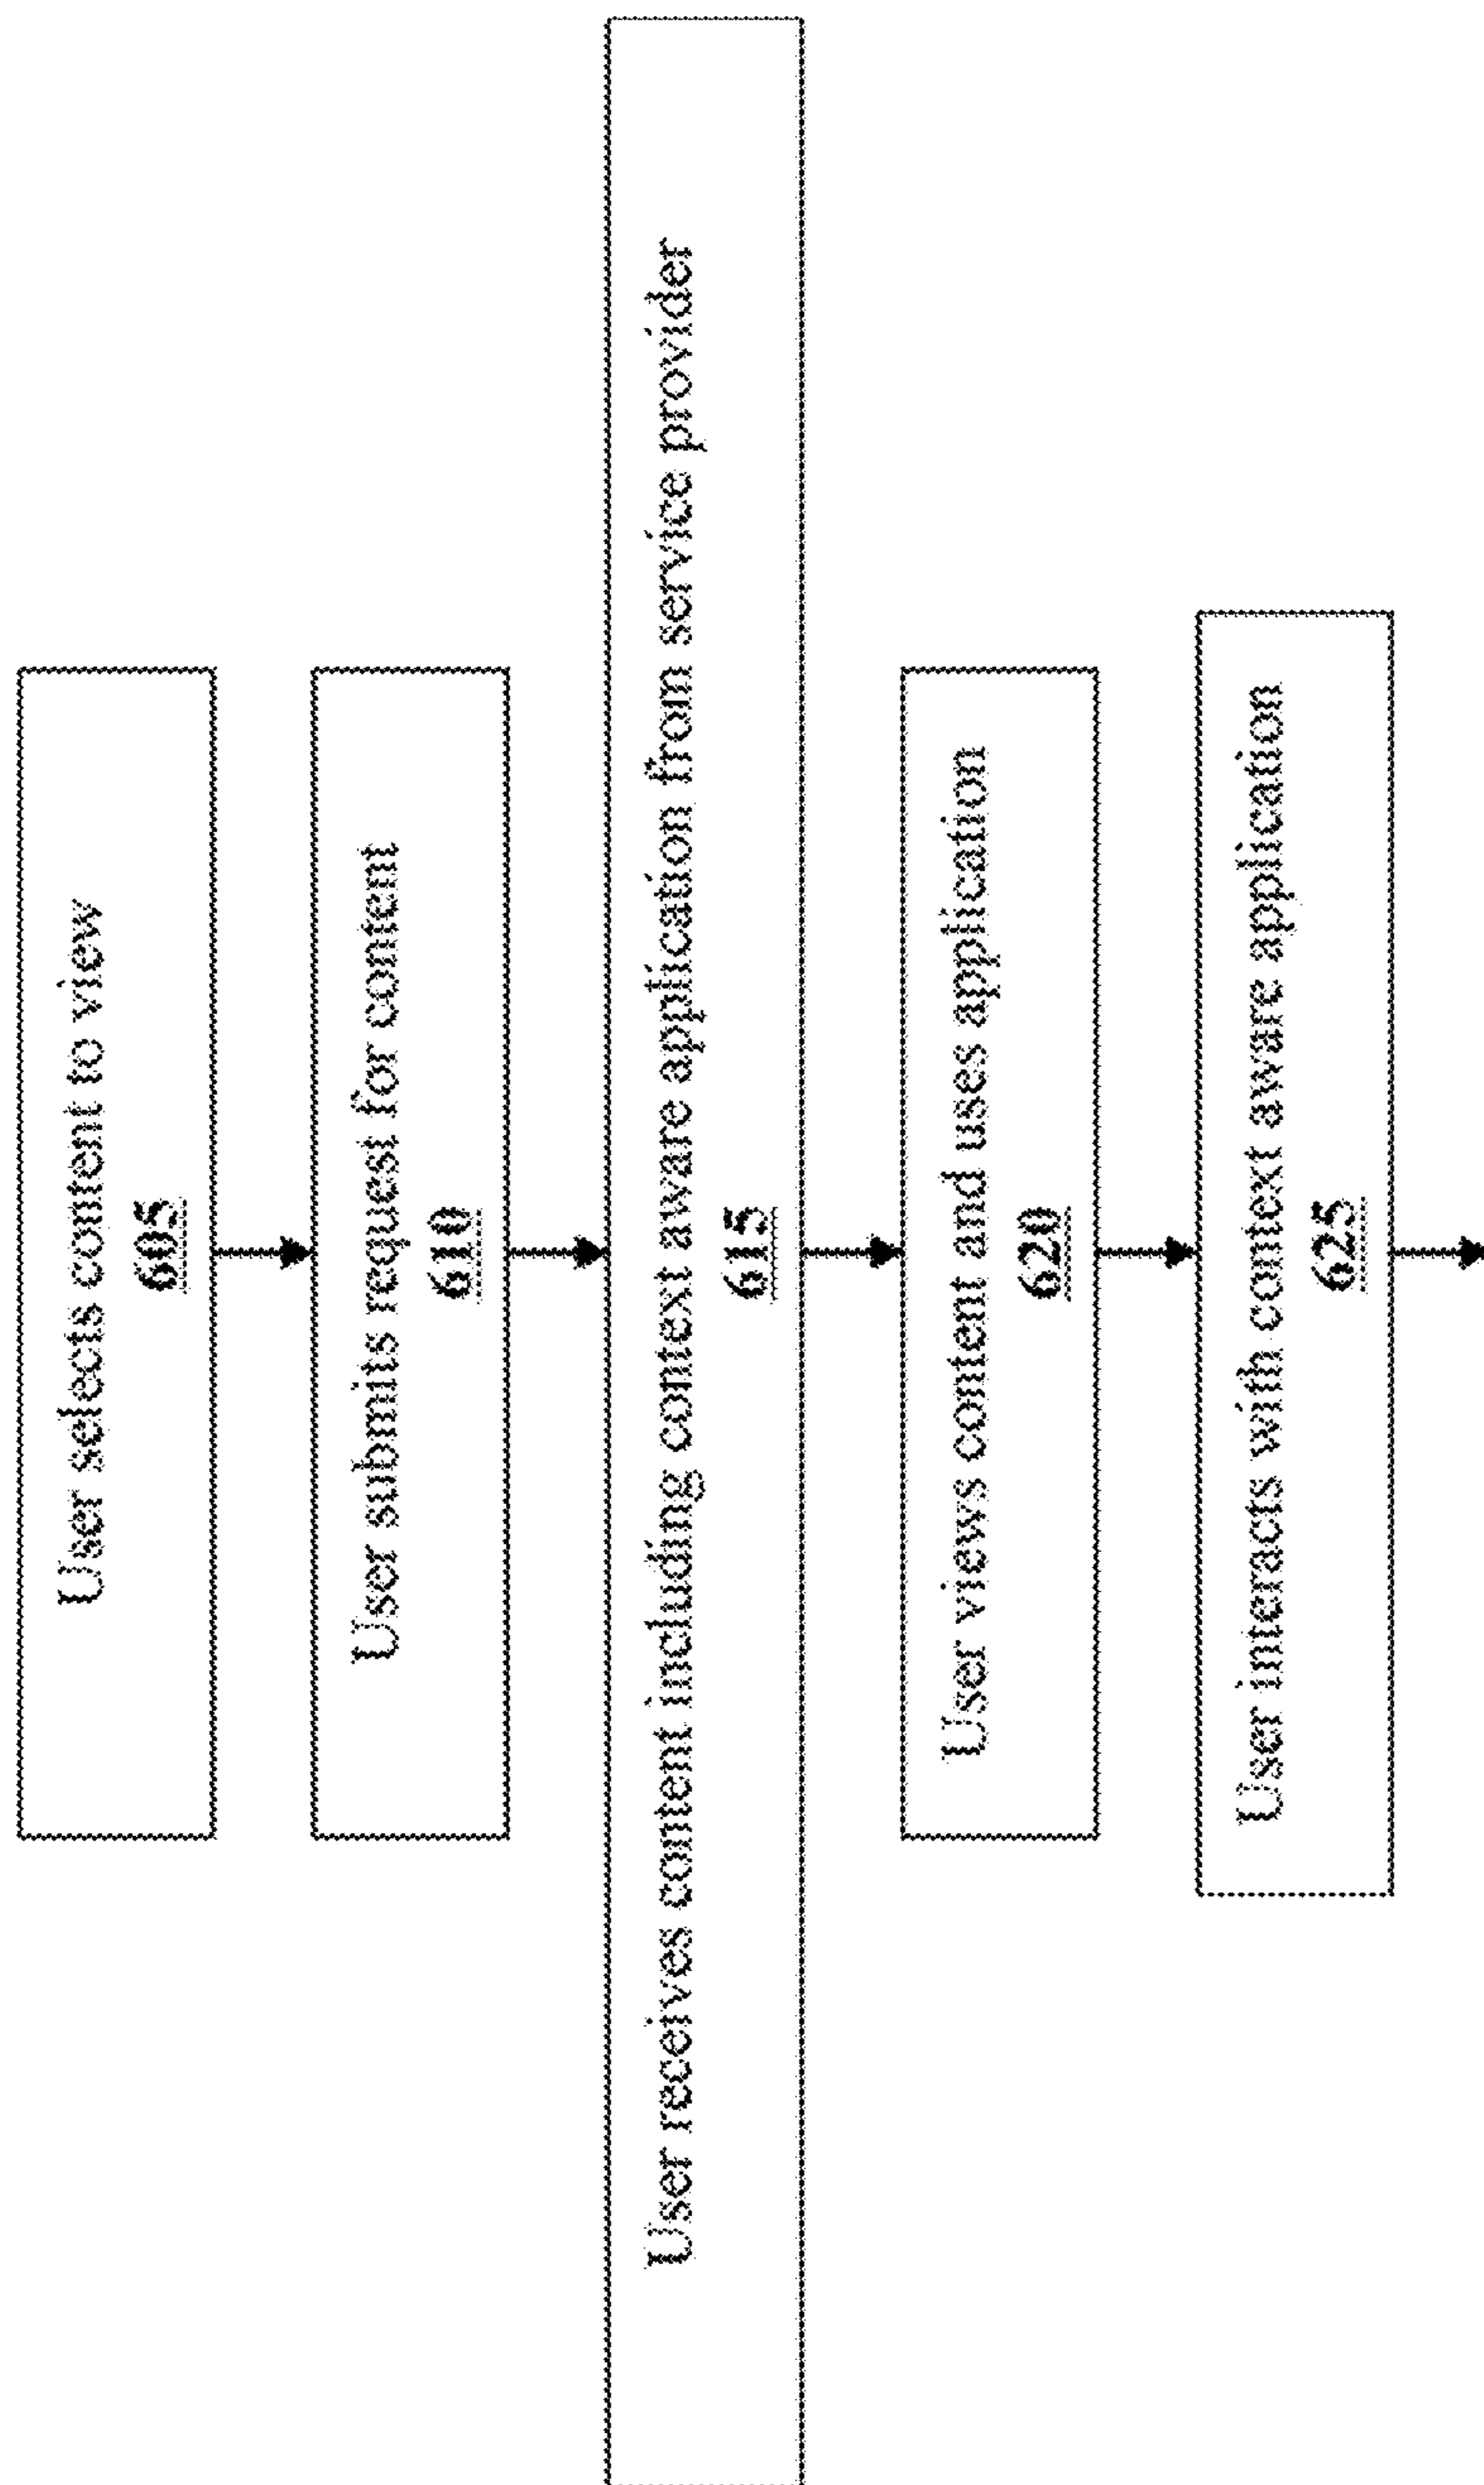 User selects content to view
605
User submits request for content
610
User receives content including context aware application from service provider
615
User views content and uses application
620
User interacts with context aware application
625